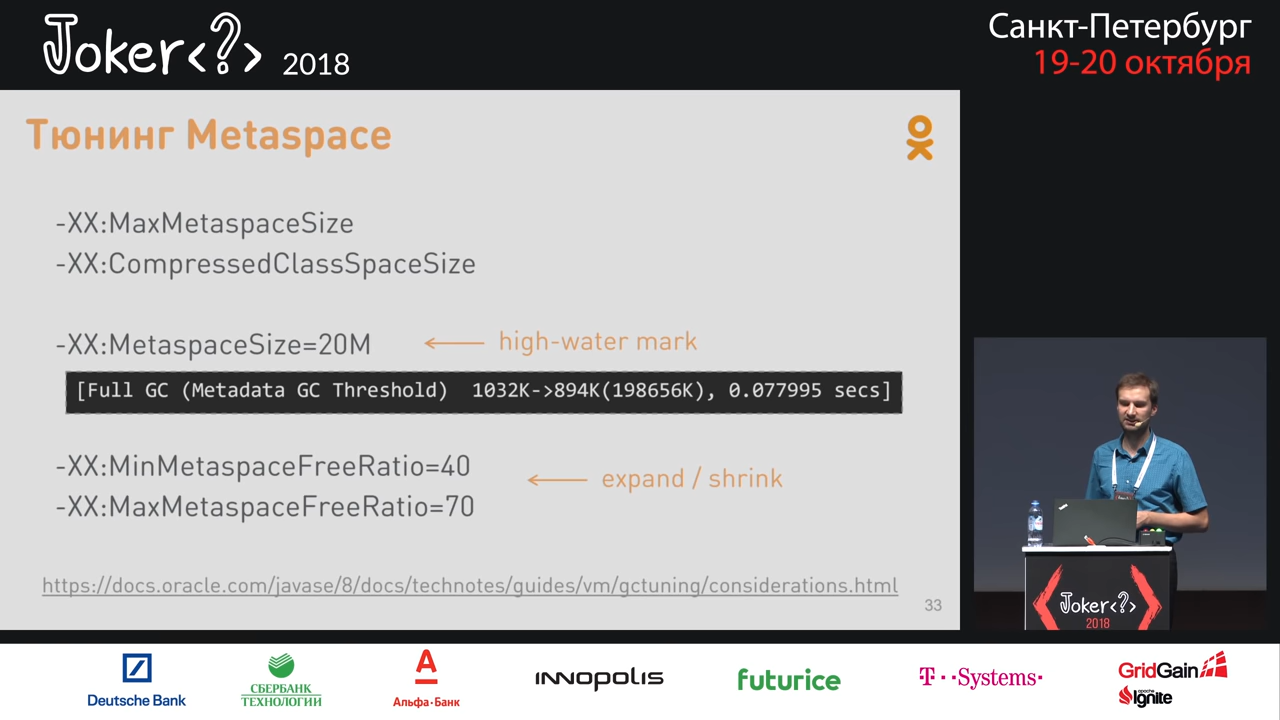 Joker<?> 2018
Санкт-Петербург
19-20 октября
Тюнинг Metaspace
-XX:MaxMetaspaceSize
-XX:CompressedClassSpaceSize
-XX:MetaspaceSize=20M
high-water mark
[Full GC (Metadata GC Threshold)  1032K->894K(198656K), 0.077995 secs]
-XX:MinMetaspaceFreeRatio=40
-XX:MaxMetaspaceFreeRatio=70
expand / shrink
https://docs.oracle.com/javase/8/docs/technotes/guides/vm/gctuning/considerations.html
33
Joker<?>
2018
Deutsche Bank
СБЕРБАНК
ТЕХНОЛОГИИ
Альфа·Банк
INNOPOLIS
futurice
T··Systems·
GridGain
APACHE
Ignite